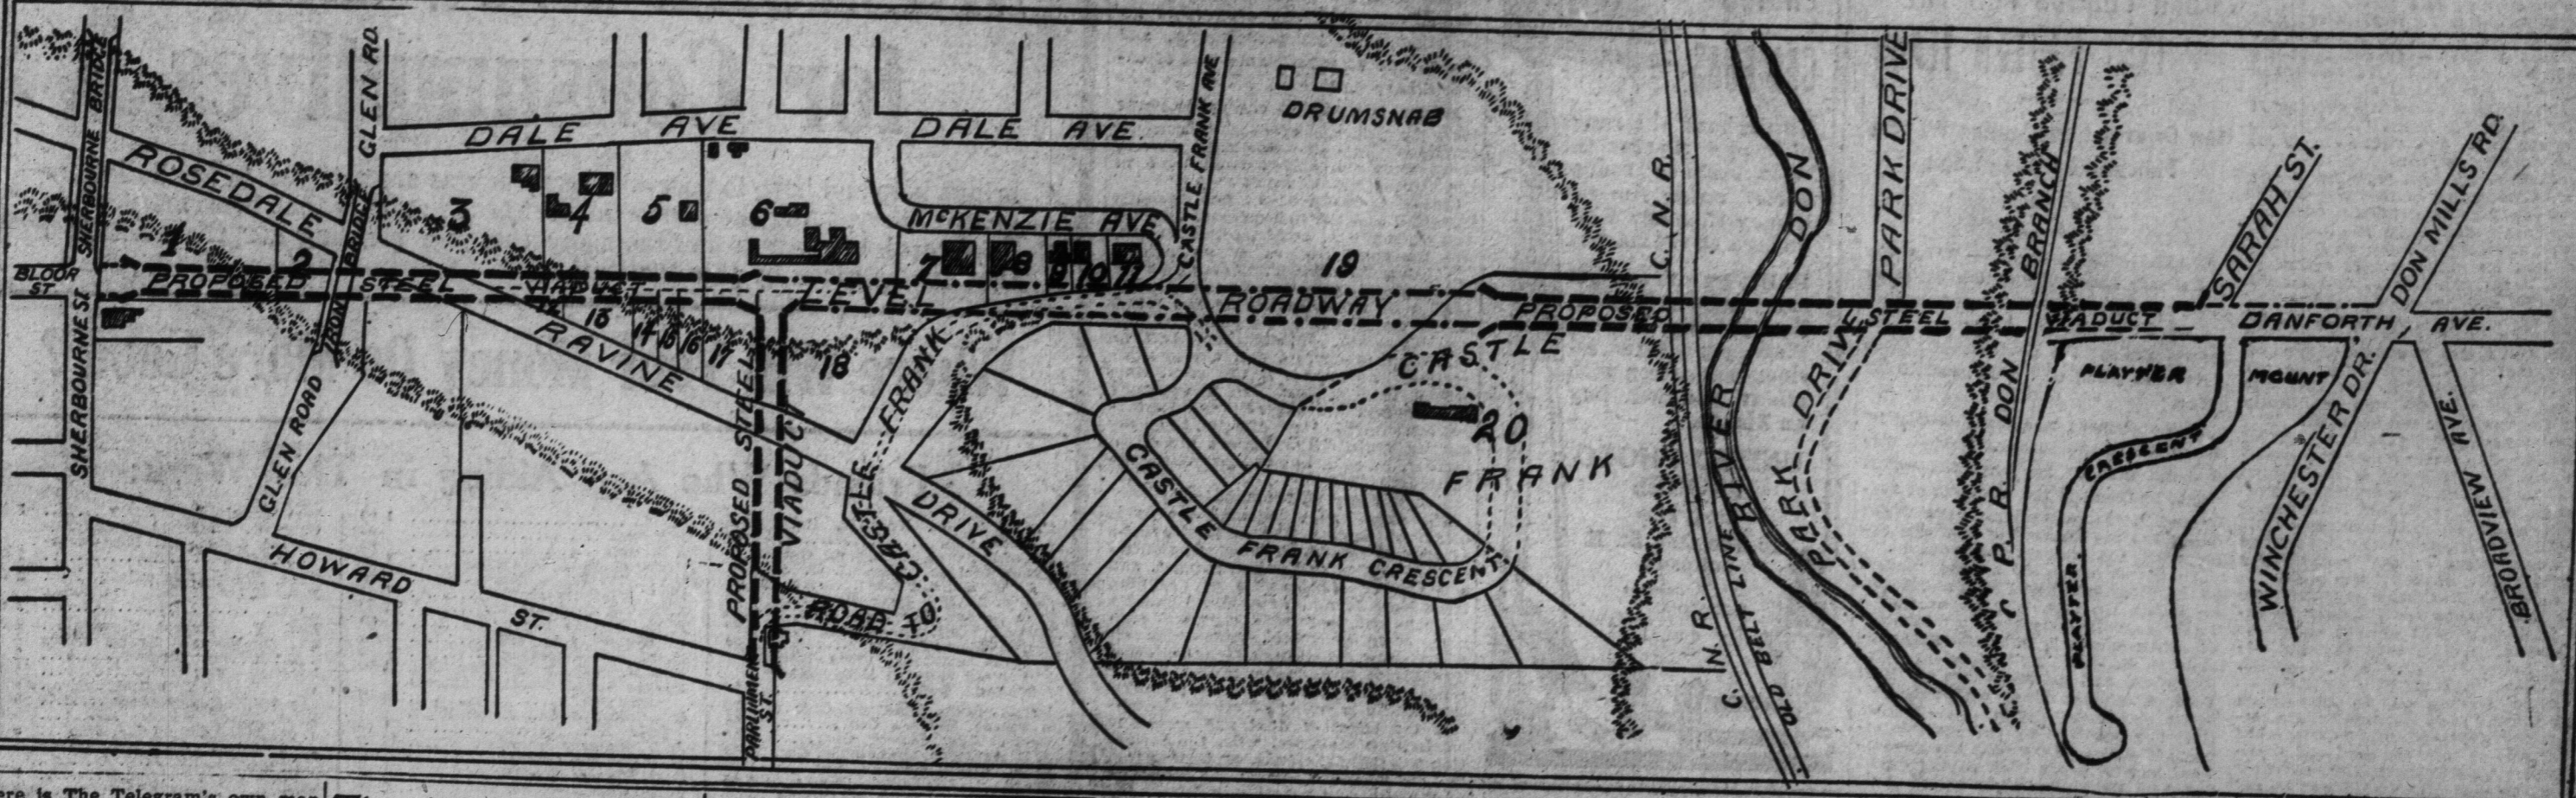 SHERBOURNE BRIDGE
GLEN RD.
DALE AVE
DALE AVE.
CASTLE FRANK AVE
DRUMSNAB
C. N. R.
DON
PARK DRIVE
BRANCH
SARAH ST.
DON MILLS RD.
ROSEDALE
BRIDGE
3
4
5
6
McKENZIE AVE
1
2
7
8
9
10
11
19
BLOOR ST.
PROPOSED STEEL VIADUCT
LEVEL ROADWAY
PROPOSED STEEL VIADUCT
DANFORTH AVE.
IRON
12
13
14
15
16
17
18
RAVINE
DRIVE
SHERBOURNE ST
GLEN ROAD
PROPOSED STEEL VIADUCT
FRANK
CASTLE
ROAD TO
CASTLE
FRANK
20
CASTLE FRANK CRESCENT
RIVER
PARK DRIVE
C. P. R. DON
PLAYTER
MOUNT
CRESCENT
PLAYTER
WINCHESTER DR.
BROADVIEW AVE.
HOWARD ST.
PARLIMENT ST.
C. N. R.
OLD BELT LINE
ere is The Telegram's own map